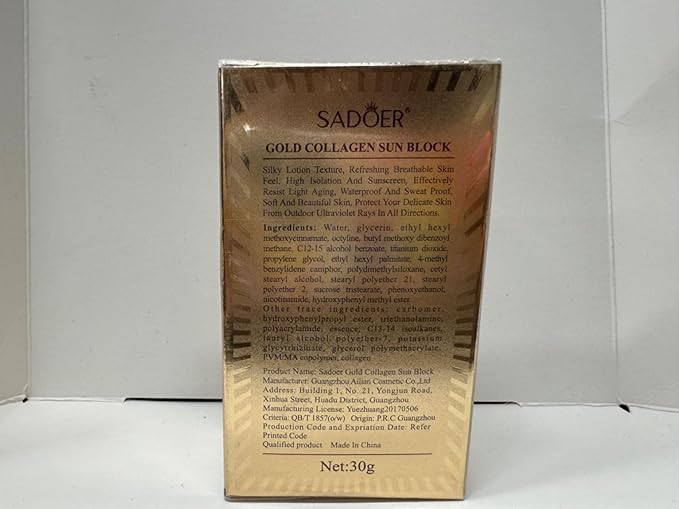 SADOER®
GOLD COLLAGEN SUN BLOCK
Silky Lotion Texture, Refreshing Breathable Skin
Feel, High Isolation And Sunscreen, Effectively
Resist Light Aging, Waterproof And Sweat Proof,
Soft And Beautiful Skin, Protect Your Delicate Skin
From Outdoor Ultraviolet Rays In All Directions.
Ingredients: Water, glycerin, ethyl hexyl
methoxycinnamate, octyline, butyl methoxy dibenzoyl
methane, C12-15 alcohol benzoate, titanium dioxide,
propylene glycol, ethyl hexyl palmitate, 4-methyl
benzylidene camphor, polydimethylsiloxane, cetyl
stearyl alcohol, stearyl polyether 21, stearyl
polyether 2, sucrose tristearate, phenoxyethanol,
nicotinamide, hydroxyphenyl methyl ester
Other trace ingredients: carbomer,
hydroxyphenylpropyl ester, triethanolamine,
polyacrylamide, essence, C13-14 isoalkanes,
lauryl alcohol polyether-7, potassium
glycyrrhizinate, glycerol polymethacrylate,
PVM/MA copolymer, collagen
Product Name: Sadoer Gold Collagen Sun Block
Manufacturer: Guangzhou Ailian Cosmetic Co.,Ltd
Address: Building 1, No. 21, Yongjun Road,
Xinhua Street, Huadu District, Guangzhou
Manufacturing License: Yuezhuang20170506
Criteria: QB/T 1857(o/w) Origin: P.R.C Guangzhou
Production Code and Expriation Date: Refer
Printed Code
Qualified product Made In China
Net:30g